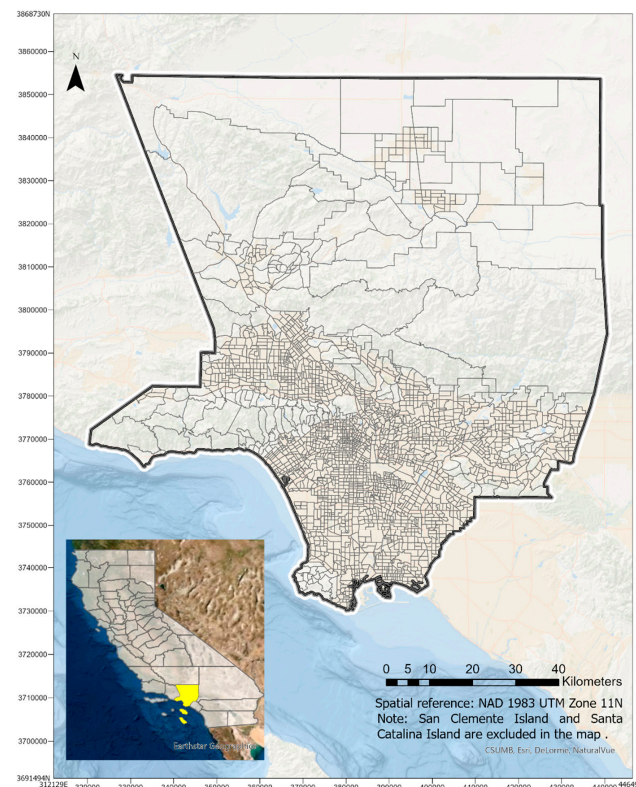 3868730N
3860000
N
3850000
3840000
3830000
3820000
3810000
3800000
3790000
3780000
3770000
3760000
3750000
3740000
3730000
3720000
3710000
3700000
3691494N
0 5 10 20 30 40
Kilometers
Spatial reference: NAD 1983 UTM Zone 11N
Note: San Clemente Island and Santa
Catalina Island are excluded in the map .
Earthstar Geographics
CSUMB, Esri, DeLorme, NaturalVue
312129E